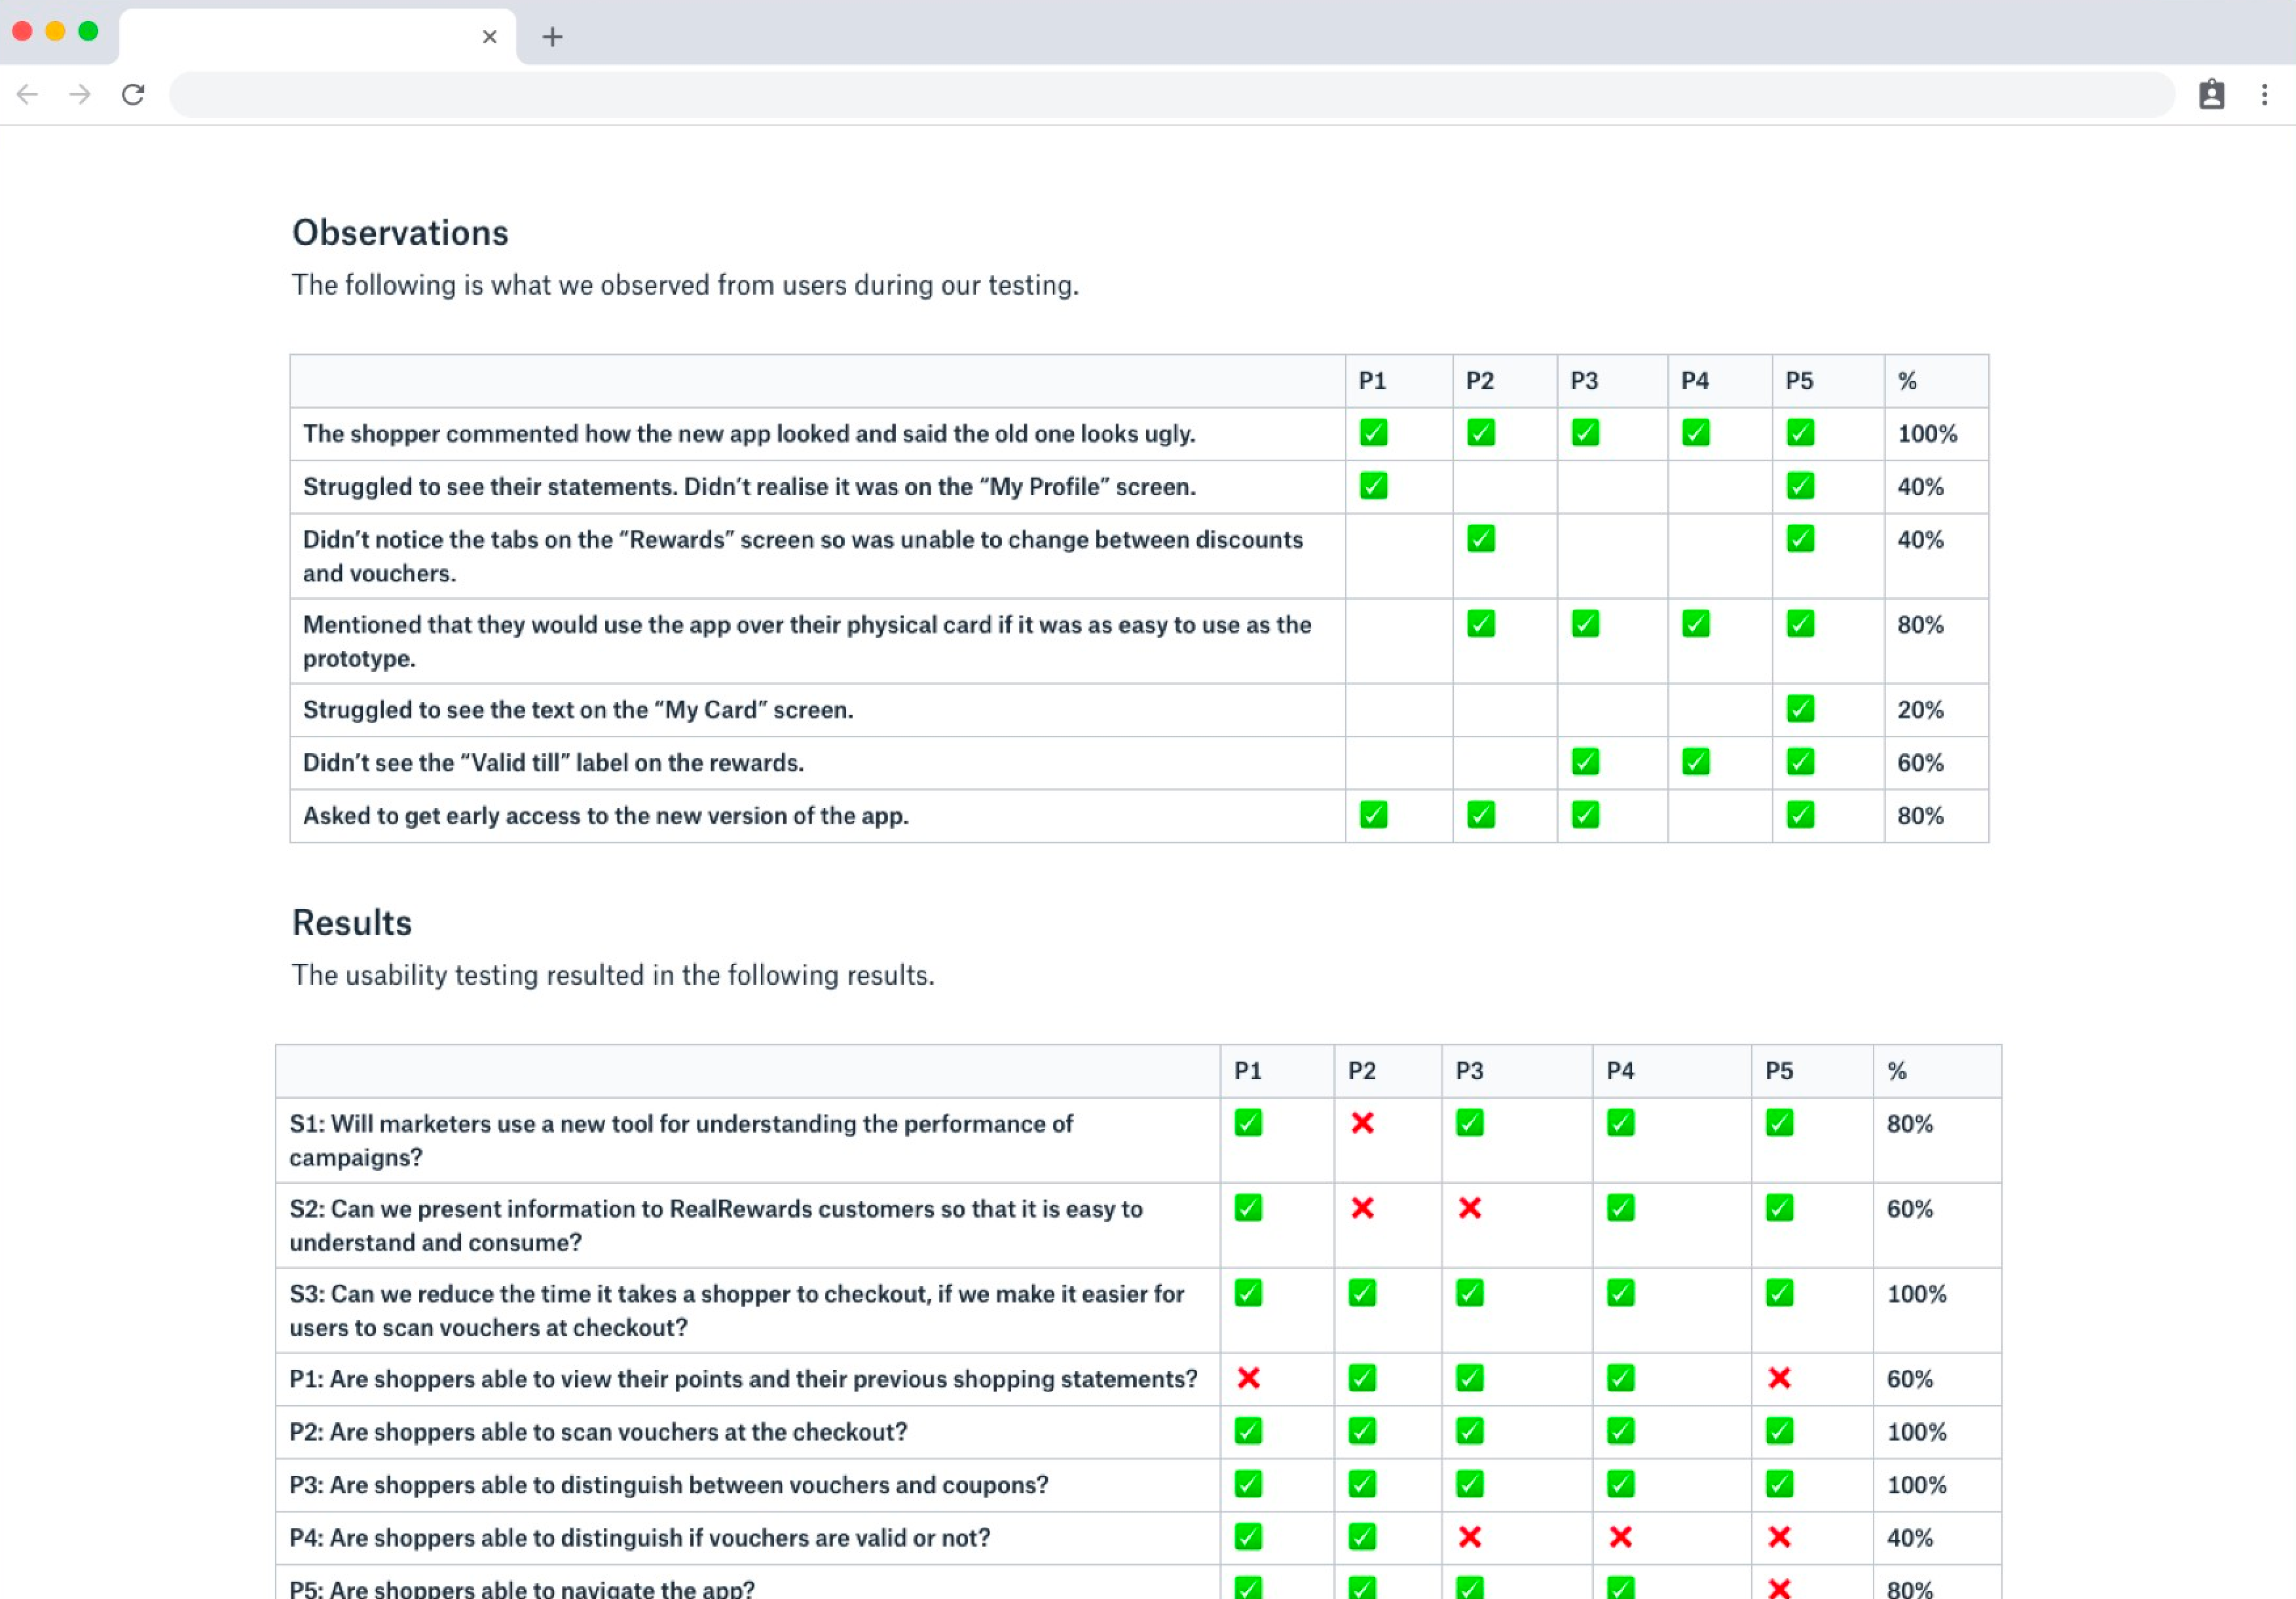 Observations
The following is what we observed from users during our testing.
P1 P2 P3 P4 P5 %
The shopper commented how the new app looked and said the old one looks ugly. ✅ ✅ ✅ ✅ ✅ 100%
Struggled to see their statements. Didn’t realise it was on the “My Profile” screen. ✅ ✅ 40%
Didn’t notice the tabs on the “Rewards” screen so was unable to change between discounts ✅ ✅ 40%
and vouchers.
Mentioned that they would use the app over their physical card if it was as easy to use as the ✅ ✅ ✅ ✅ 80%
prototype.
Struggled to see the text on the “My Card” screen. ✅ 20%
Didn’t see the “Valid till” label on the rewards. ✅ ✅ ✅ 60%
Asked to get early access to the new version of the app. ✅ ✅ ✅ ✅ 80%
Results
The usability testing resulted in the following results.
P1 P2 P3 P4 P5 %
S1: Will marketers use a new tool for understanding the performance of ✅ ❌ ✅ ✅ ✅ 80%
campaigns?
S2: Can we present information to RealRewards customers so that it is easy to ✅ ❌ ❌ ✅ ✅ 60%
understand and consume?
S3: Can we reduce the time it takes a shopper to checkout, if we make it easier for ✅ ✅ ✅ ✅ ✅ 100%
users to scan vouchers at checkout?
P1: Are shoppers able to view their points and their previous shopping statements? ❌ ✅ ✅ ✅ ❌ 60%
P2: Are shoppers able to scan vouchers at the checkout? ✅ ✅ ✅ ✅ ✅ 100%
P3: Are shoppers able to distinguish between vouchers and coupons? ✅ ✅ ✅ ✅ ✅ 100%
P4: Are shoppers able to distinguish if vouchers are valid or not? ✅ ✅ ❌ ❌ ❌ 40%
P5: Are shoppers able to navigate the app? ✅ ✅ ✅ ✅ ❌ 80%